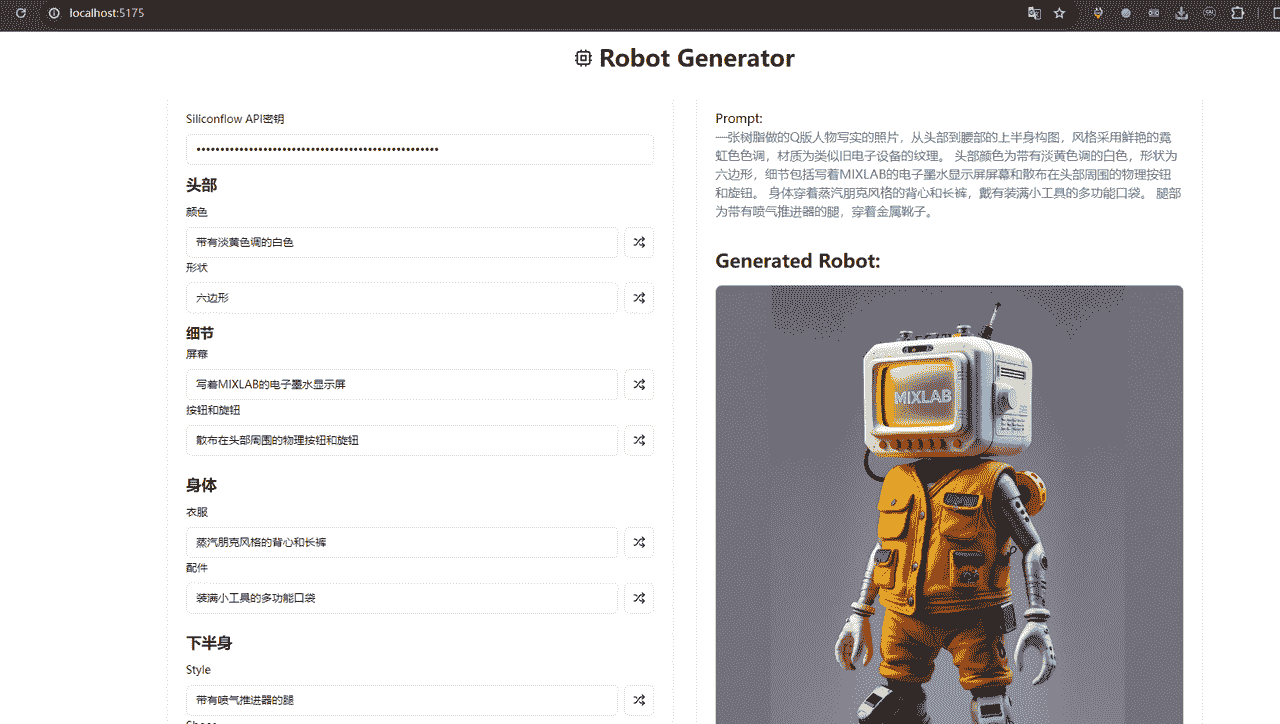 localhost:5175
Robot Generator
Siliconflow API密钥
••••••••••••••••••••••••••••••••••••••••••••••••••
头部
颜色
带有淡黄色调的白色
形状
六边形
细节
屏幕
写着MIXLAB的电子墨水显示屏
按钮和旋钮
散布在头部周围的物理按钮和旋钮
身体
衣服
蒸汽朋克风格的背心和长裤
配件
装满小工具的多功能口袋
下半身
Style
带有喷气推进器的腿
Prompt:
一张树脂做的Q版人物写实的照片，从头部到腰部的上半身构图，风格采用鲜艳的霓
虹色色调，材质为类似旧电子设备的纹理。 头部颜色为带有淡黄色调的白色，形状为
六边形，细节包括写着MIXLAB的电子墨水显示屏屏幕和散布在头部周围的物理按钮
和旋钮。 身体穿着蒸汽朋克风格的背心和长裤，戴有装满小工具的多功能口袋。 腿部
为带有喷气推进器的腿，穿着金属靴子。
Generated Robot:
MIXLAB